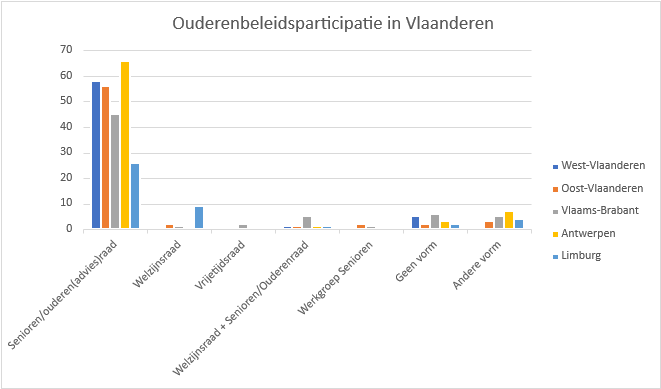 Ouderenbeleidsparticipatie in Vlaanderen
70
60
50
40
30
20
10
0
Senioren/ouderen(advies)raad
Welzijnsraad
Vrijetijdsraad
Welzijnsraad + Senioren/Ouderenraad
Werkgroep Senioren
Geen vorm
Andere vorm
West-Vlaanderen
Oost-Vlaanderen
Vlaams-Brabant
Antwerpen
Limburg